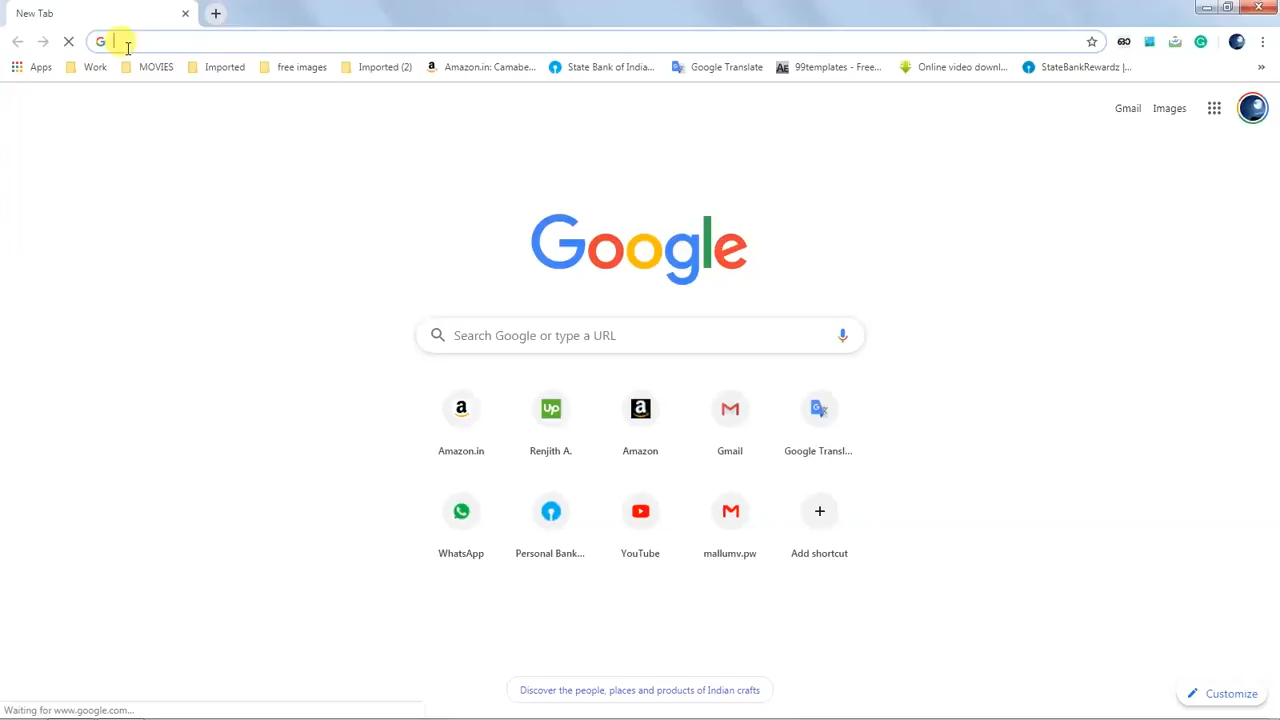 New Tab
Apps Work MOVIES Imported free images Imported (2) Amazon.in: Camabe... State Bank of India... Google Translate 99templates - Free... Online video downl... StateBankRewardz |... »
Gmail Images
Google
Search Google or type a URL
Amazon.in Renjith A. Amazon Gmail Google Transl...
WhatsApp Personal Bank... YouTube mallumv.pw Add shortcut
Discover the people, places and products of Indian crafts
Customize
Waiting for www.google.com...